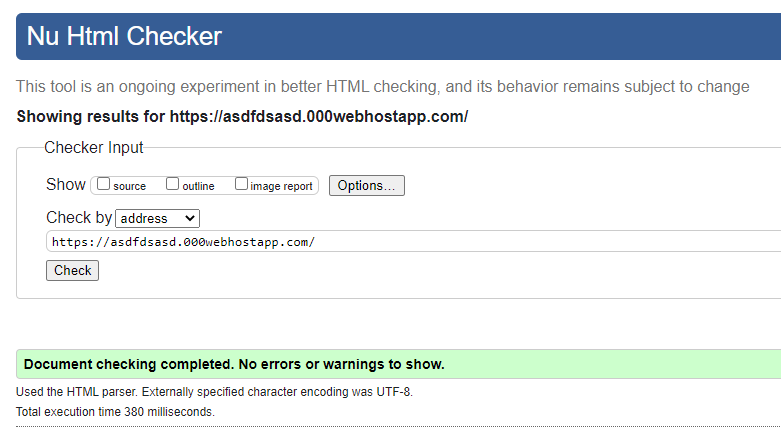 Nu Html Checker
This tool is an ongoing experiment in better HTML checking, and its behavior remains subject to change
Showing results for https://asdfdsasd.000webhostapp.com/
Checker Input
Show source outline image report Options...
Check by address
https://asdfdsasd.000webhostapp.com/
Check
Document checking completed. No errors or warnings to show.
Used the HTML parser. Externally specified character encoding was UTF-8.
Total execution time 380 milliseconds.